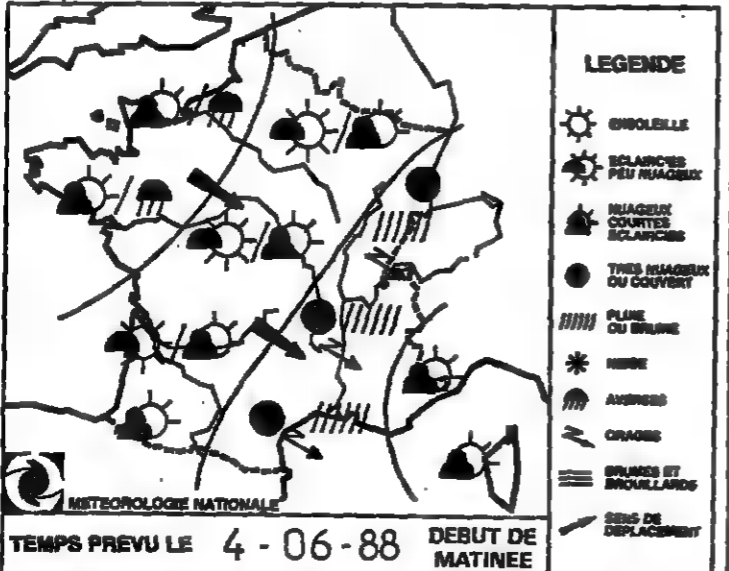 LEGENDE
ENSOLEILLE
ECLAIRCIES
PEU NUAGEUX
NUAGEUX
COURTES
ECLAIRCIES
TRES NUAGEUX
OU COUVERT
PLUIE
OU BRUINE
NEIGE
AVERSES
ORAGES
BRUMES ET
BROUILLARDS
SENS DE
DEPLACEMENT
METEOROLOGIE NATIONALE
TEMPS PREVU LE 4-06-88 DEBUT DE
MATINEE